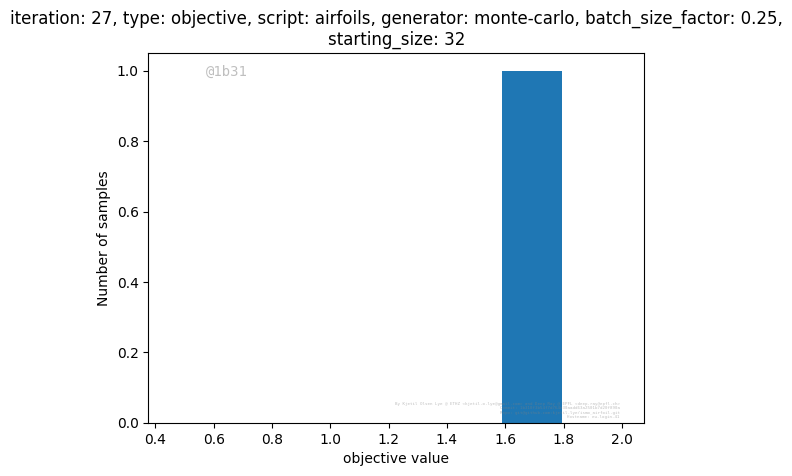 iteration: 27, type: objective, script: airfoils, generator: monte-carlo, batch_size_factor: 0.25,
starting_size: 32
@1b31
1.0
0.8
0.6
0.4
0.2
0.0
Number of samples
0.4 0.6 0.8 1.0 1.2 1.4 1.6 1.8 2.0
objective value